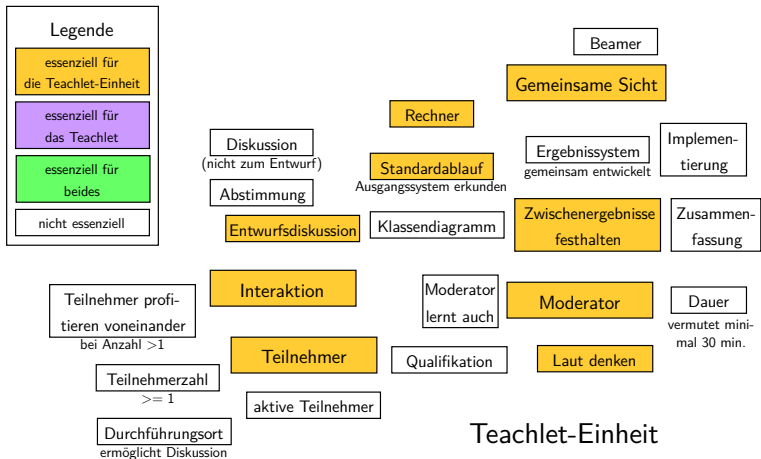 Legende
essenziell für
die Teachlet-Einheit
essenziell für
das Teachlet
essenziell für
beides
nicht essenziell
Beamer
Gemeinsame Sicht
Rechner
Diskussion
(nicht zum Entwurf)
Standardablauf
Ausgangssystem erkunden
Ergebnissystem
gemeinsam entwickelt
Implemen-
tierung
Abstimmung
Entwurfsdiskussion
Klassendiagramm
Zwischenergebnisse
festhalten
Zusammen-
fassung
Interaktion
Teilnehmer profi-
tieren voneinander
bei Anzahl >1
Moderator
lernt auch
Moderator
Dauer
vermutet mini-
mal 30 min.
Teilnehmer
Qualifikation
Laut denken
Teilnehmerzahl
>= 1
aktive Teilnehmer
Durchführungsort
ermöglicht Diskussion
Teachlet-Einheit